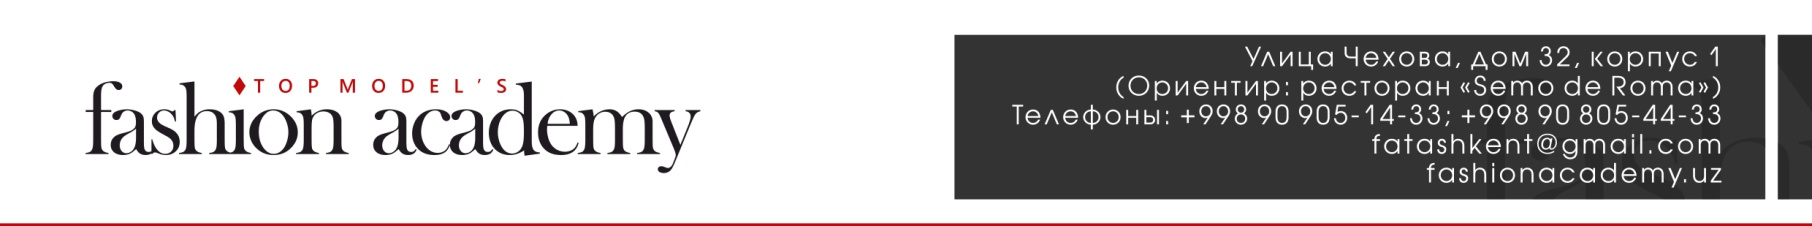 TOP MODEL'S
fashion academy
Улица Чехова, дом 32, корпус 1
(Ориентир: ресторан «Semo de Roma»)
Телефоны: +998 90 905-14-33; +998 90 805-44-33
fatashkent@gmail.com
fashionacademy.uz